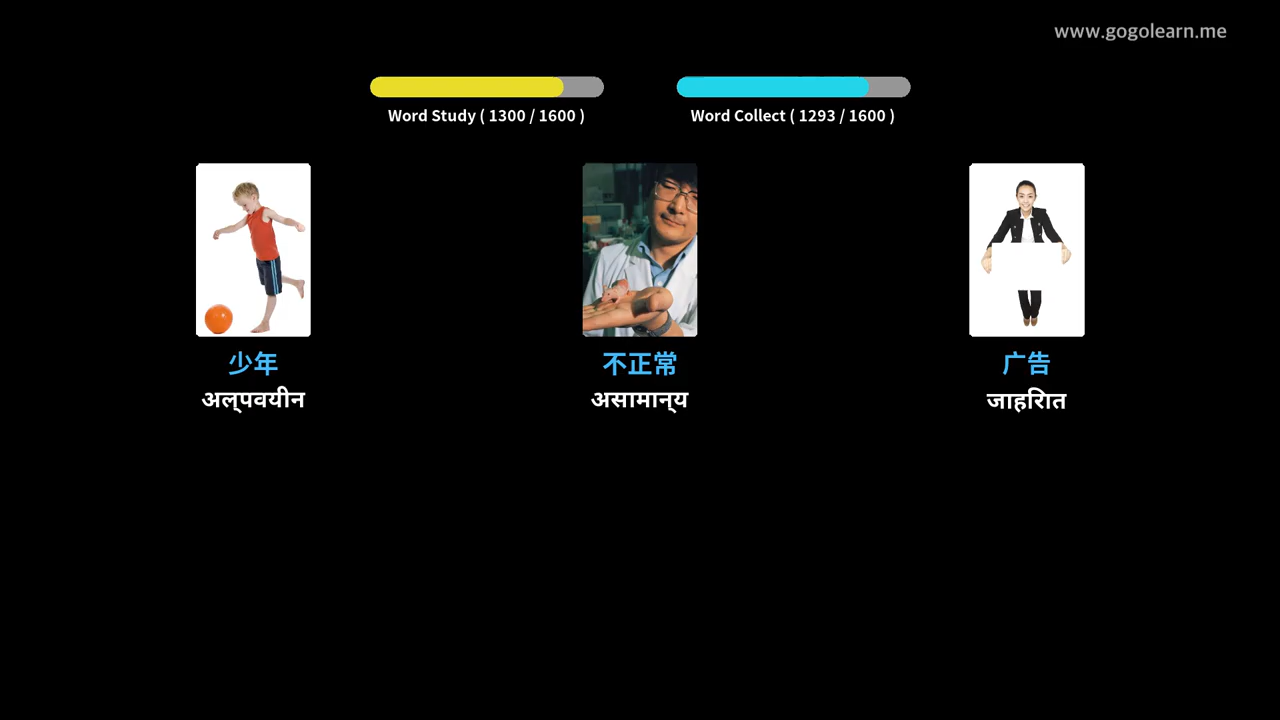 www.gogolearn.me
Word Study ( 1300 / 1600 )
Word Collect ( 1293 / 1600 )
少年
不正常
广告
अल्पवयीन
असामान्य
जाहिरात